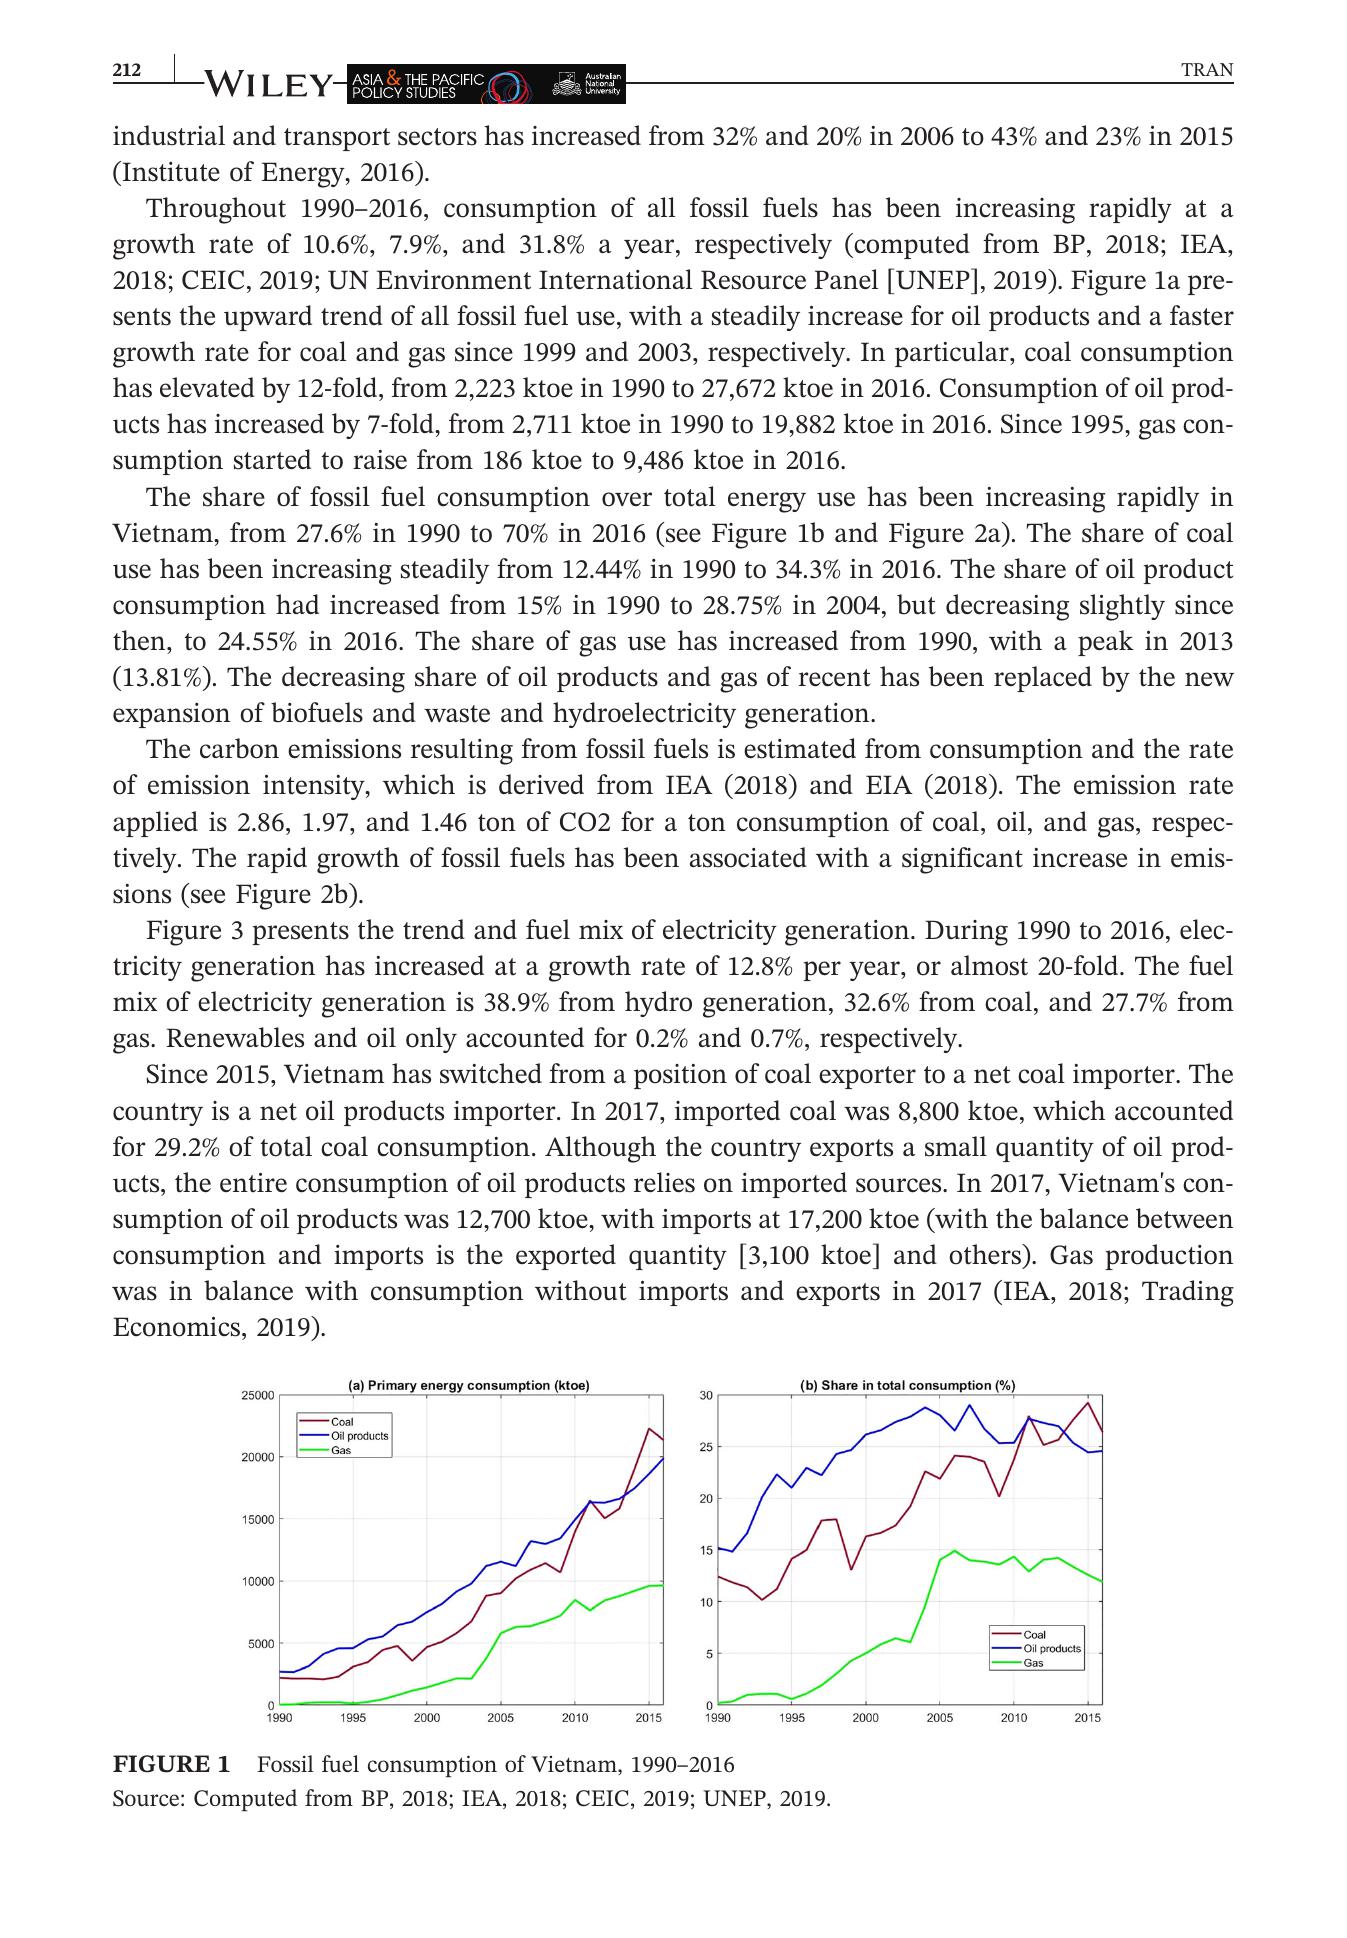 212
WILEY
ASIA & THE PACIFIC
POLICY STUDIES
Australian
National
University
TRAN
industrial and transport sectors has increased from 32% and 20% in 2006 to 43% and 23% in 2015
(Institute of Energy, 2016).
Throughout 1990–2016, consumption of all fossil fuels has been increasing rapidly at a
growth rate of 10.6%, 7.9%, and 31.8% a year, respectively (computed from BP, 2018; IEA,
2018; CEIC, 2019; UN Environment International Resource Panel [UNEP], 2019). Figure 1a pre-
sents the upward trend of all fossil fuel use, with a steadily increase for oil products and a faster
growth rate for coal and gas since 1999 and 2003, respectively. In particular, coal consumption
has elevated by 12-fold, from 2,223 ktoe in 1990 to 27,672 ktoe in 2016. Consumption of oil prod-
ucts has increased by 7-fold, from 2,711 ktoe in 1990 to 19,882 ktoe in 2016. Since 1995, gas con-
sumption started to raise from 186 ktoe to 9,486 ktoe in 2016.
The share of fossil fuel consumption over total energy use has been increasing rapidly in
Vietnam, from 27.6% in 1990 to 70% in 2016 (see Figure 1b and Figure 2a). The share of coal
use has been increasing steadily from 12.44% in 1990 to 34.3% in 2016. The share of oil product
consumption had increased from 15% in 1990 to 28.75% in 2004, but decreasing slightly since
then, to 24.55% in 2016. The share of gas use has increased from 1990, with a peak in 2013
(13.81%). The decreasing share of oil products and gas of recent has been replaced by the new
expansion of biofuels and waste and hydroelectricity generation.
The carbon emissions resulting from fossil fuels is estimated from consumption and the rate
of emission intensity, which is derived from IEA (2018) and EIA (2018). The emission rate
applied is 2.86, 1.97, and 1.46 ton of CO2 for a ton consumption of coal, oil, and gas, respec-
tively. The rapid growth of fossil fuels has been associated with a significant increase in emis-
sions (see Figure 2b).
Figure 3 presents the trend and fuel mix of electricity generation. During 1990 to 2016, elec-
tricity generation has increased at a growth rate of 12.8% per year, or almost 20-fold. The fuel
mix of electricity generation is 38.9% from hydro generation, 32.6% from coal, and 27.7% from
gas. Renewables and oil only accounted for 0.2% and 0.7%, respectively.
Since 2015, Vietnam has switched from a position of coal exporter to a net coal importer. The
country is a net oil products importer. In 2017, imported coal was 8,800 ktoe, which accounted
for 29.2% of total coal consumption. Although the country exports a small quantity of oil prod-
ucts, the entire consumption of oil products relies on imported sources. In 2017, Vietnam's con-
sumption of oil products was 12,700 ktoe, with imports at 17,200 ktoe (with the balance between
consumption and imports is the exported quantity [3,100 ktoe] and others). Gas production
was in balance with consumption without imports and exports in 2017 (IEA, 2018; Trading
Economics, 2019).
(a) Primary energy consumption (ktoe)
25000
20000
15000
10000
5000
0
Coal
Oil products
Gas
1990 1995 2000 2005 2010 2015
(b) Share in total consumption (%)
30
25
20
15
10
5
0
Coal
Oil products
Gas
1990 1995 2000 2005 2010 2015
FIGURE 1 Fossil fuel consumption of Vietnam, 1990–2016
Source: Computed from BP, 2018; IEA, 2018; CEIC, 2019; UNEP, 2019.